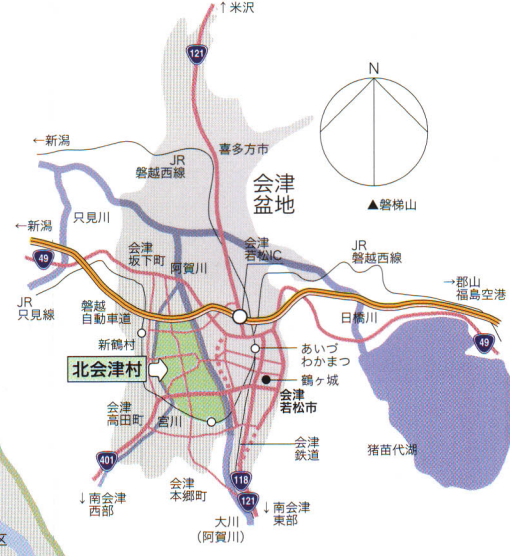 ↑米沢
121
N
←新潟
JR
磐越西線
喜多方市
会津
盆地
▲磐梯山
只見川
←新潟
49
会津
坂下町
阿賀川
会津
若松IC
JR
磐越西線
→郡山
福島空港
JR
只見線
磐越
自動車道
日橋川
新鶴村
あいづ
わかまつ
49
北会津村
鶴ヶ城
会津
若松市
会津
高田町
宮川
会津
鉄道
猪苗代湖
401
↓南会津
西部
会津
本郷町
118
121
↓南会津
東部
大川
(阿賀川)
区